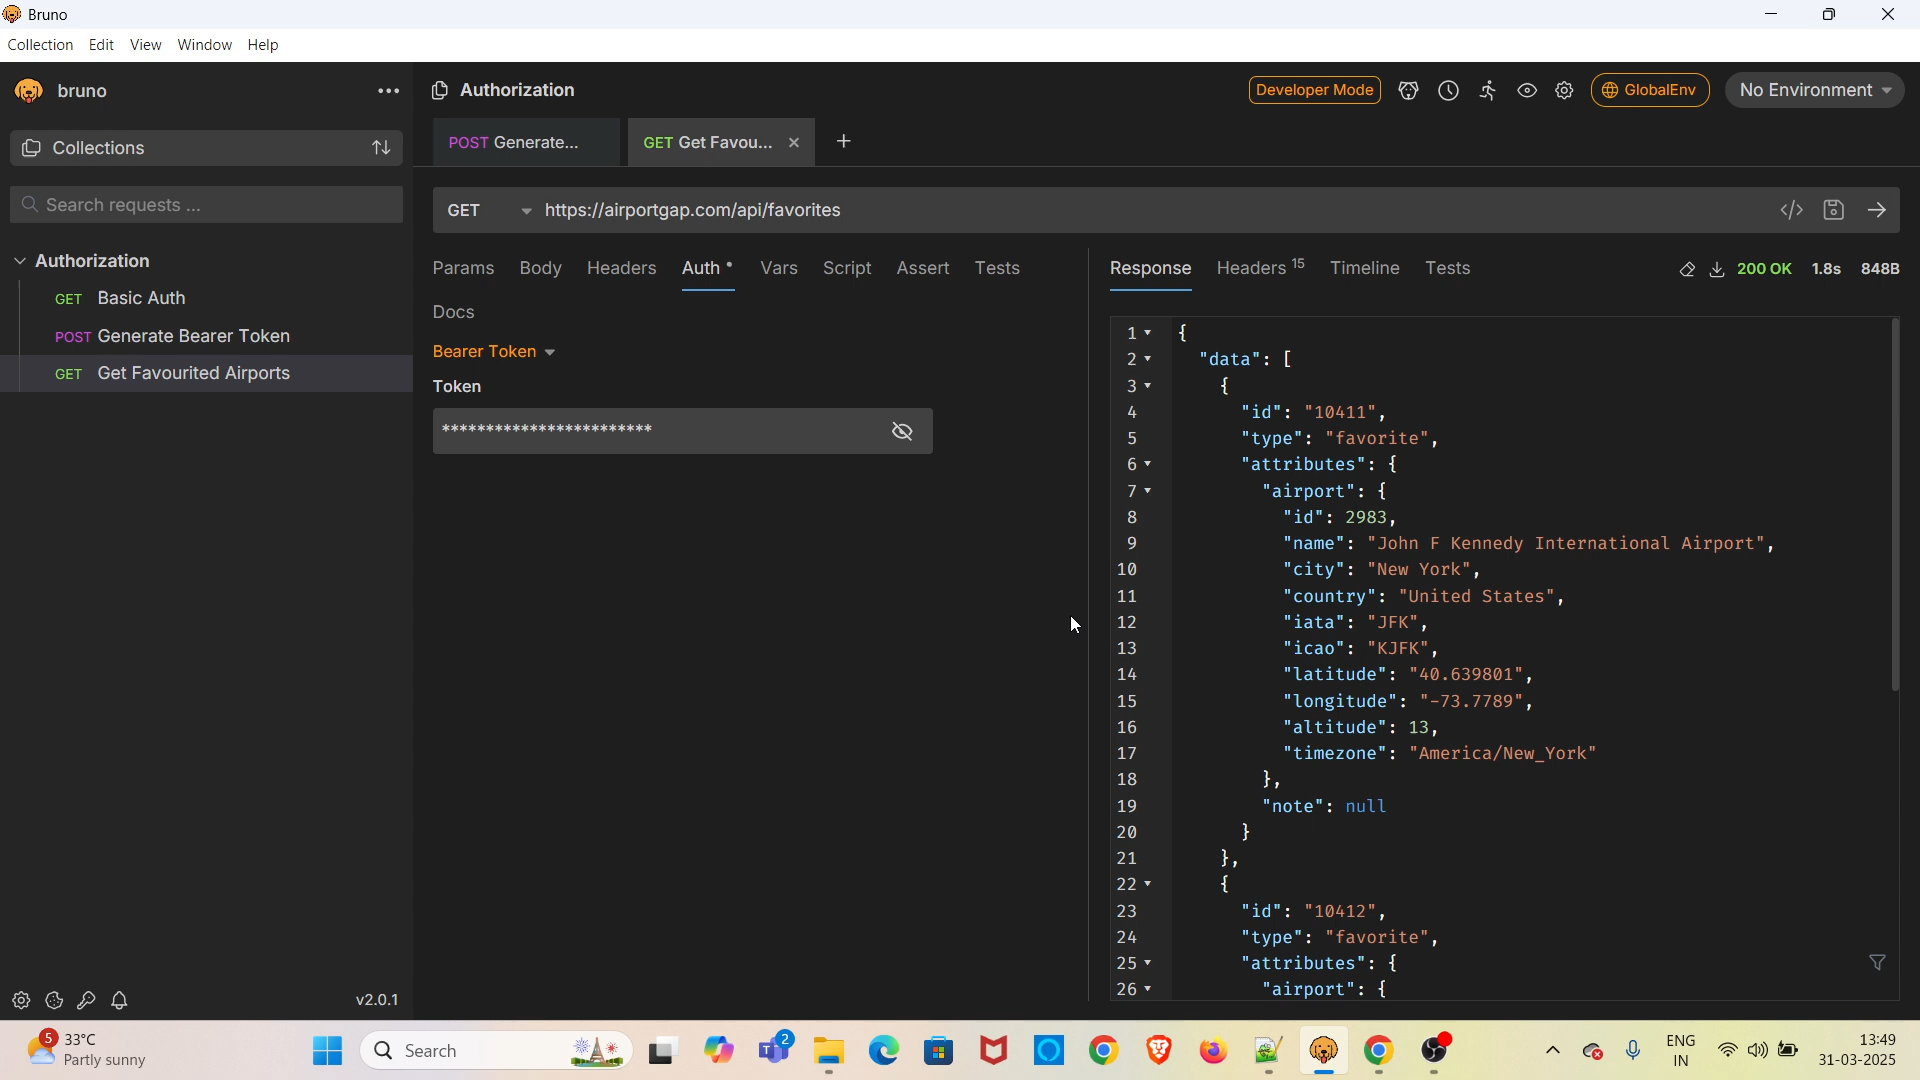 Bruno
Collection Edit View Window Help
bruno
Authorization
Developer Mode
GlobalEnv
No Environment
Collections
POST Generate...
GET Get Favou...
Search requests ...
GET
https://airportgap.com/api/favorites
Authorization
GET Basic Auth
POST Generate Bearer Token
GET Get Favourited Airports
Params Body Headers Auth Vars Script Assert Tests
Docs
Bearer Token
Token
************************
Response Headers 15 Timeline Tests
200 OK 1.8s 848B
1 {
2 "data": [
3 {
4 "id": "10411",
5 "type": "favorite",
6 "attributes": {
7 "airport": {
8 "id": 2983,
9 "name": "John F Kennedy International Airport",
10 "city": "New York",
11 "country": "United States",
12 "iata": "JFK",
13 "icao": "KJFK",
14 "latitude": "40.639801",
15 "longitude": "-73.7789",
16 "altitude": 13,
17 "timezone": "America/New_York"
18 },
19 "note": null
20 }
21 },
22 {
23 "id": "10412",
24 "type": "favorite",
25 "attributes": {
26 "airport": {
v2.0.1
5
33°C
Partly sunny
Search
2
ENG
IN
13:49
31-03-2025